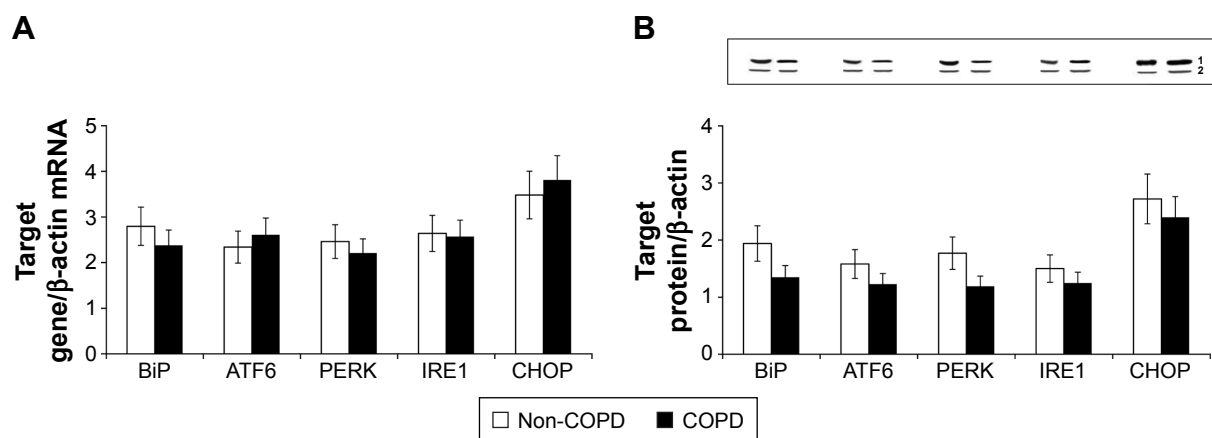 A
Target
gene/β-actin mRNA
5
4
3
2
1
0
BiP ATF6 PERK IRE1 CHOP
B
1
2
Target
protein/β-actin
4
3
2
1
0
BiP ATF6 PERK IRE1 CHOP
Non-COPD COPD